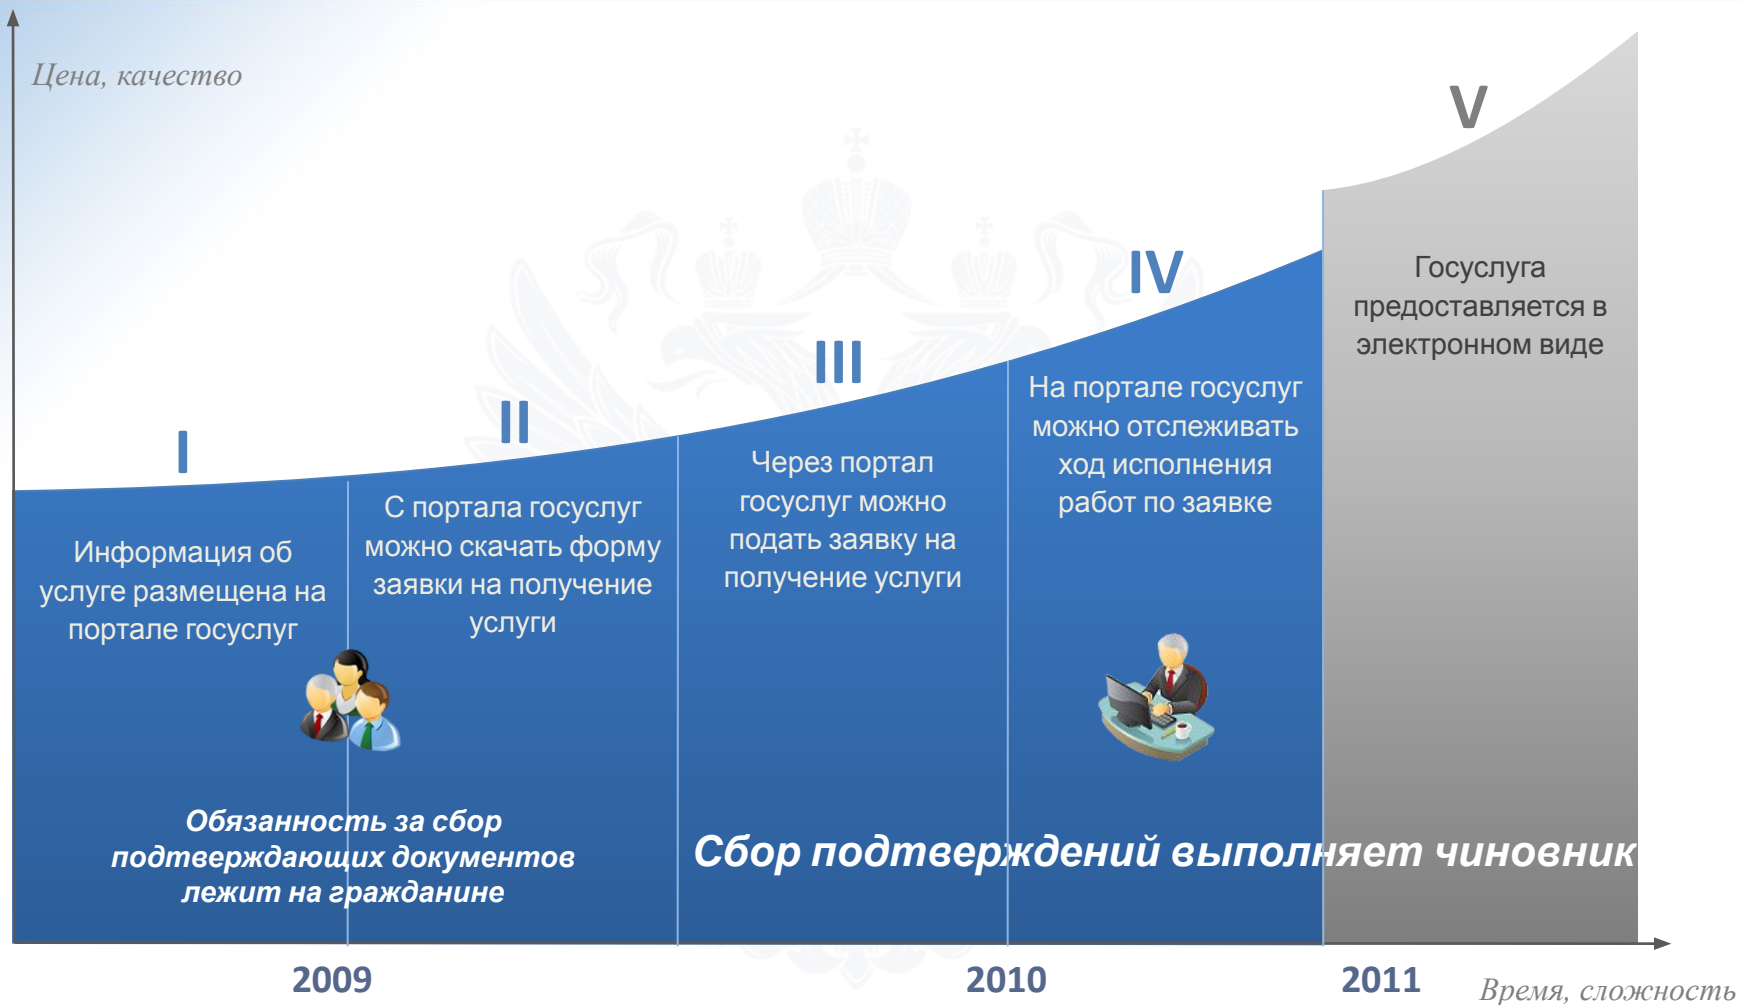 Цена, качество
I
Информация об
услуге размещена на
портале госуслуг
II
С портала госуслуг
можно скачать форму
заявки на получение
услуги
III
Через портал
госуслуг можно
подать заявку на
получение услуги
IV
На портале госуслуг
можно отслеживать
ход исполнения
работ по заявке
V
Госуслуга
предоставляется в
электронном виде
Обязанность за сбор
подтверждающих документов
лежит на гражданине
Сбор подтверждений выполняет чиновник
2009
2010
2011
Время, сложность